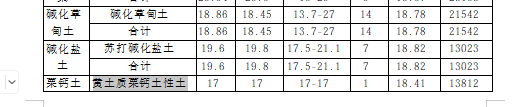 碱化草甸土 碱化草甸土 18.86 18.45 13.7-27 14 18.78 21542
合计 18.86 18.45 13.7-27 14 18.78 21542
碱化盐土 苏打碱化盐土 19.6 19.8 17.5-21.1 7 18.82 13023
合计 19.6 19.8 17.5-21.1 7 18.82 13023
栗钙土 黄土质栗钙土性土 17 17 17-17 1 18.41 13812